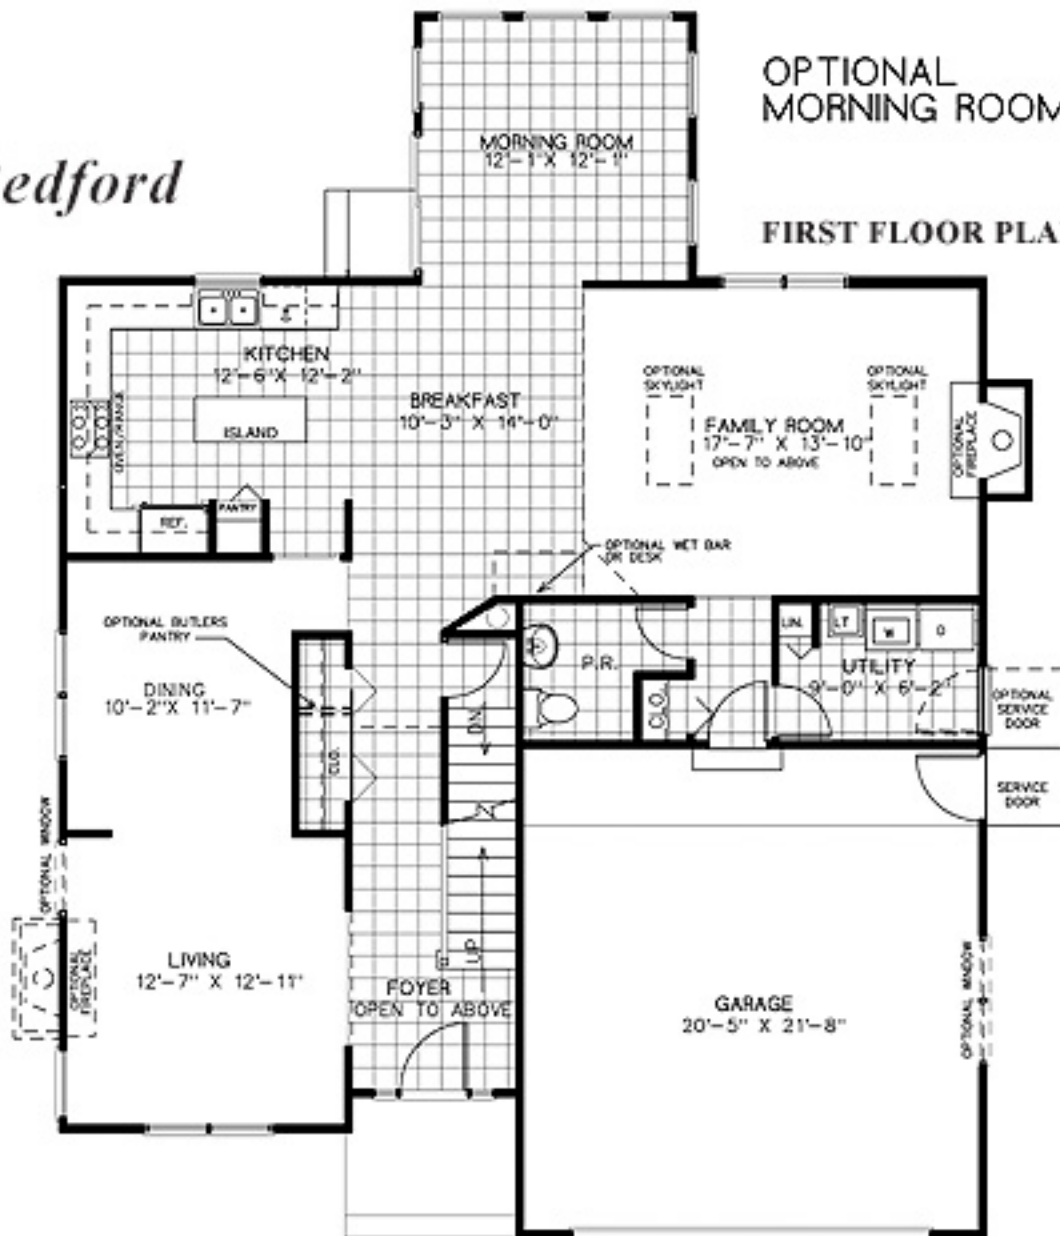 OPTIONAL
MORNING ROOM
edford
FIRST FLOOR PLA
MORNING ROOM
12'-1"X 12'-1"
KITCHEN
12'-6"X 12'-2"
ISLAND
OVEN/RANGE
REF.
PANTRY
BREAKFAST
10'-3" X 14'-0"
OPTIONAL
SKYLIGHT
OPTIONAL
SKYLIGHT
FAMILY ROOM
17'-7" X 13'-10"
OPEN TO ABOVE
OPTIONAL
FIREPLACE
OPTIONAL WET BAR
OR DESK
OPTIONAL BUTLERS
PANTRY
DINING
10'-2"X 11'-7"
CLO.
DN.
P.R.
CLO.
LIN.
LT
W
D
UTILITY
9'-0" X 6'-2"
OPTIONAL
SERVICE
DOOR
SERVICE
DOOR
OPTIONAL WINDOW
OPTIONAL
FIREPLACE
LIVING
12'-7" X 12'-11"
UP
FOYER
OPEN TO ABOVE
GARAGE
20'-5" X 21'-8"
OPTIONAL WINDOW